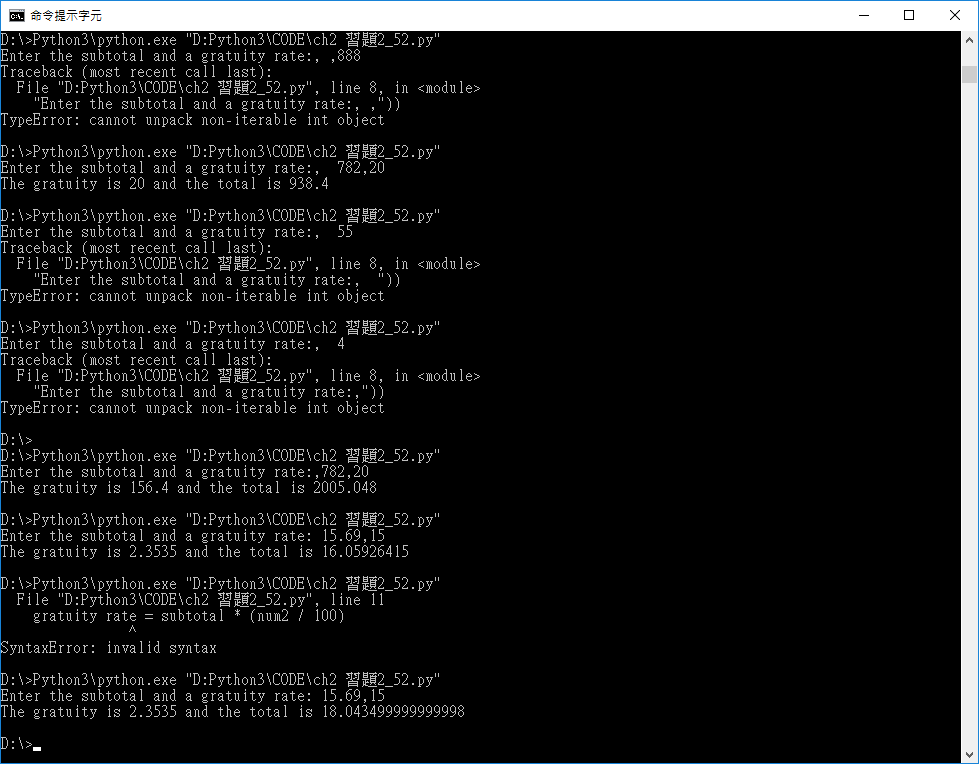 命令提示字元
D:\>Python3\python.exe "D:Python3\CODE\ch2 習題2_52.py"
Enter the subtotal and a gratuity rate:, ,888
Traceback (most recent call last):
  File "D:Python3\CODE\ch2 習題2_52.py", line 8, in <module>
    "Enter the subtotal and a gratuity rate:, ,"))
TypeError: cannot unpack non-iterable int object
D:\>Python3\python.exe "D:Python3\CODE\ch2 習題2_52.py"
Enter the subtotal and a gratuity rate:,  782,20
The gratuity is 20 and the total is 938.4
D:\>Python3\python.exe "D:Python3\CODE\ch2 習題2_52.py"
Enter the subtotal and a gratuity rate:,  55
Traceback (most recent call last):
  File "D:Python3\CODE\ch2 習題2_52.py", line 8, in <module>
    "Enter the subtotal and a gratuity rate:,  "))
TypeError: cannot unpack non-iterable int object
D:\>Python3\python.exe "D:Python3\CODE\ch2 習題2_52.py"
Enter the subtotal and a gratuity rate:,  4
Traceback (most recent call last):
  File "D:Python3\CODE\ch2 習題2_52.py", line 8, in <module>
    "Enter the subtotal and a gratuity rate:,"))
TypeError: cannot unpack non-iterable int object
D:\>
D:\>Python3\python.exe "D:Python3\CODE\ch2 習題2_52.py"
Enter the subtotal and a gratuity rate:,782,20
The gratuity is 156.4 and the total is 2005.048
D:\>Python3\python.exe "D:Python3\CODE\ch2 習題2_52.py"
Enter the subtotal and a gratuity rate: 15.69,15
The gratuity is 2.3535 and the total is 16.05926415
D:\>Python3\python.exe "D:Python3\CODE\ch2 習題2_52.py"
  File "D:Python3\CODE\ch2 習題2_52.py", line 11
    gratuity rate = subtotal * (num2 / 100)
                ^
SyntaxError: invalid syntax
D:\>Python3\python.exe "D:Python3\CODE\ch2 習題2_52.py"
Enter the subtotal and a gratuity rate: 15.69,15
The gratuity is 2.3535 and the total is 18.043499999999998
D:\>